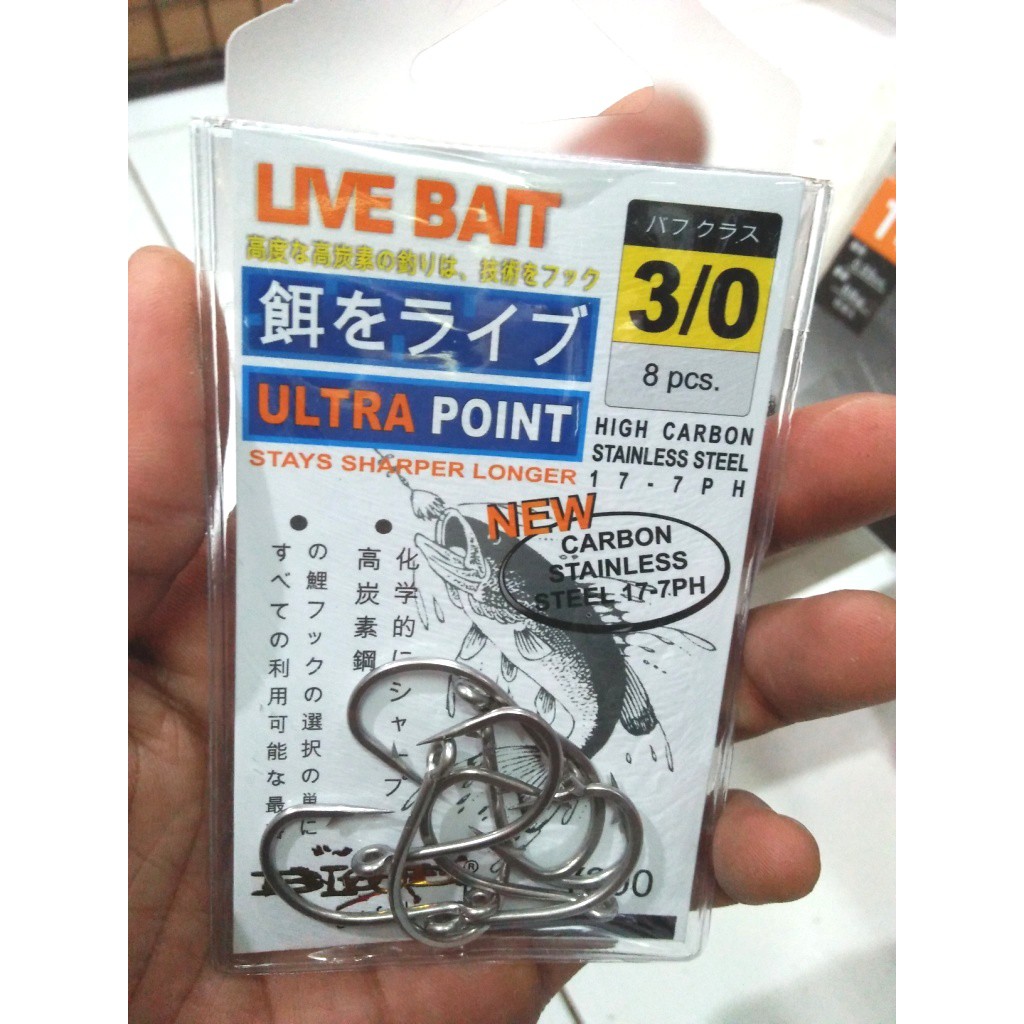 LIVE BAIT
高度な高炭素の釣りは、技術をフック
餌をライブ
ULTRA POINT
STAYS SHARPER LONGER
バフ クラス
3/0
8 pcs.
HIGH CARBON
STAINLESS STEEL
17-7PH
NEW
CARBON
STAINLESS
STEEL 17-7PH
化学的にシャープ
高炭素鋼
の鯉フックの選択の単に
すべての利用可能な最